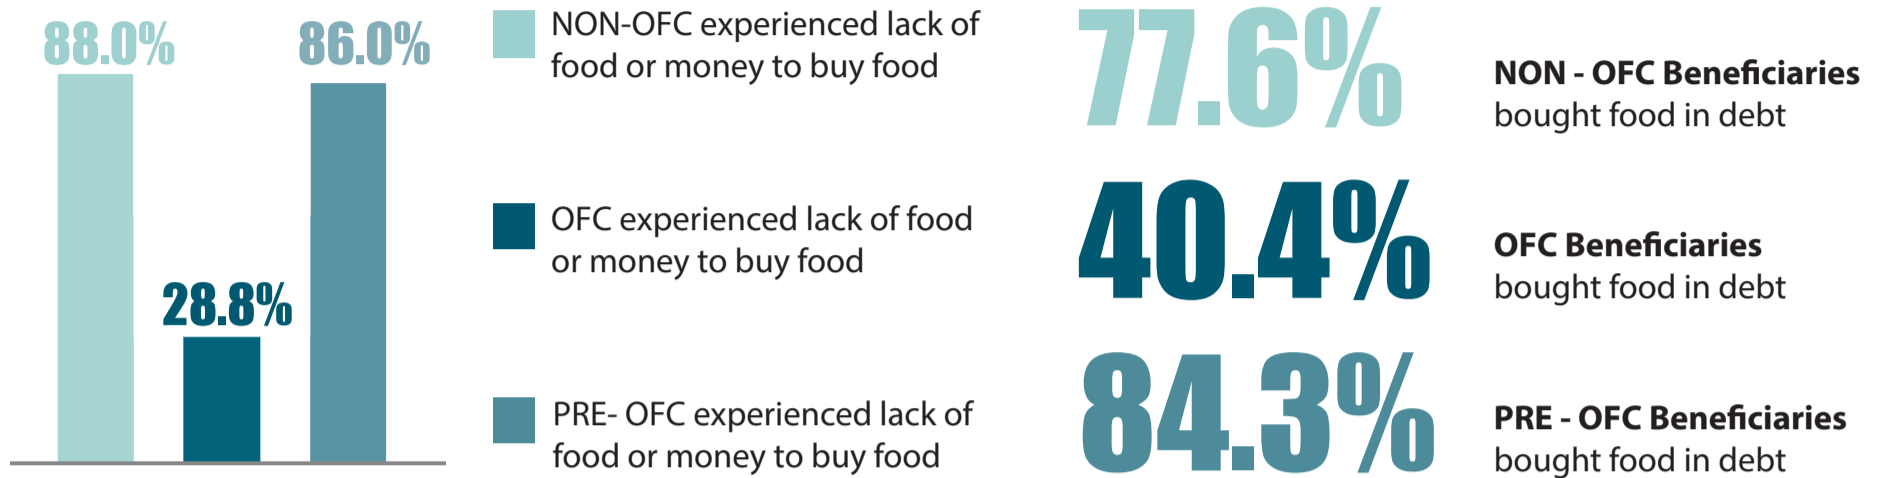 88.0%
28.8%
86.0%
NON-OFC experienced lack of
food or money to buy food
OFC experienced lack of food
or money to buy food
PRE- OFC experienced lack of
food or money to buy food
77.6%
NON - OFC Beneficiaries
bought food in debt
40.4%
OFC Beneficiaries
bought food in debt
84.3%
PRE - OFC Beneficiaries
bought food in debt